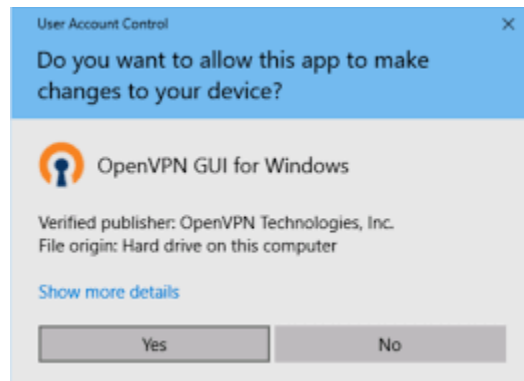 User Account Control
Do you want to allow this app to make
changes to your device?
OpenVPN GUI for Windows
Verified publisher: OpenVPN Technologies, Inc.
File origin: Hard drive on this computer
Show more details
Yes
No